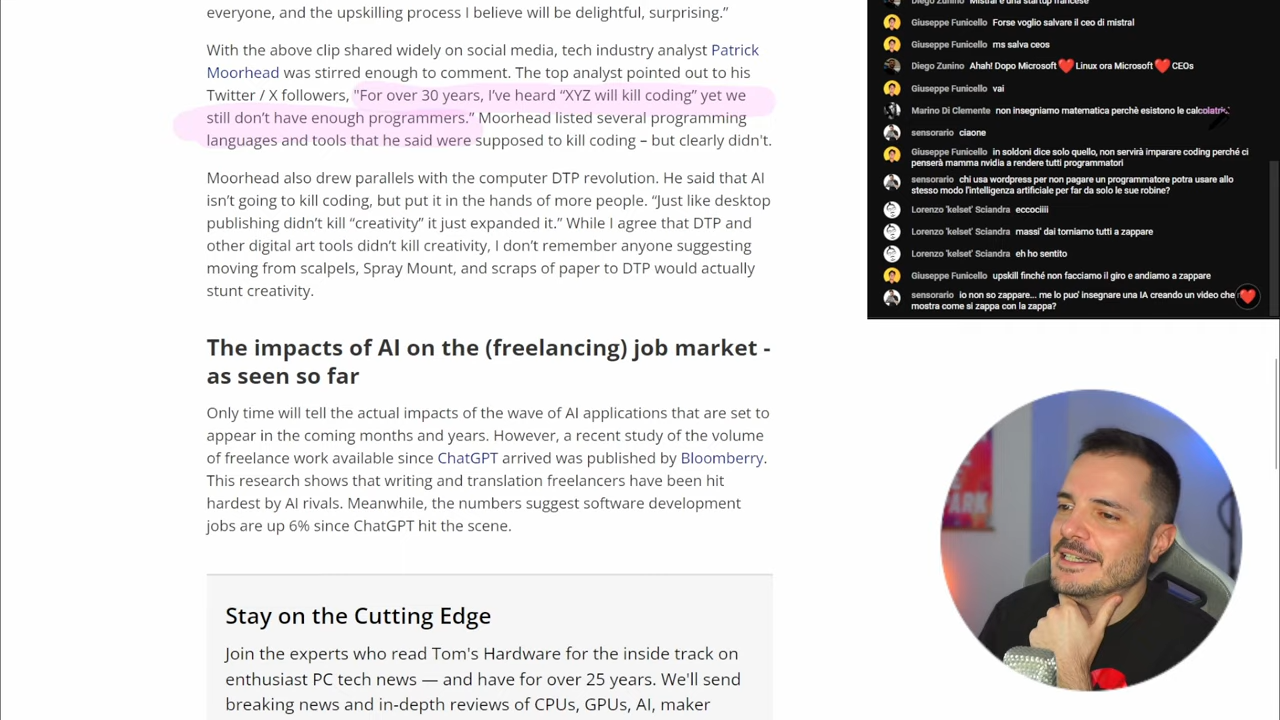 everyone, and the upskilling process I believe will be delightful, surprising.”
With the above clip shared widely on social media, tech industry analyst Patrick
Moorhead was stirred enough to comment. The top analyst pointed out to his
Twitter / X followers, "For over 30 years, I’ve heard “XYZ will kill coding” yet we
still don’t have enough programmers.” Moorhead listed several programming
languages and tools that he said were supposed to kill coding – but clearly didn't.
Moorhead also drew parallels with the computer DTP revolution. He said that AI
isn’t going to kill coding, but put it in the hands of more people. “Just like desktop
publishing didn’t kill “creativity” it just expanded it.” While I agree that DTP and
other digital art tools didn't kill creativity, I don’t remember anyone suggesting
moving from scalpels, Spray Mount, and scraps of paper to DTP would actually
stunt creativity.
The impacts of AI on the (freelancing) job market -
as seen so far
Only time will tell the actual impacts of the wave of AI applications that are set to
appear in the coming months and years. However, a recent study of the volume
of freelance work available since ChatGPT arrived was published by Bloomberry.
This research shows that writing and translation freelancers have been hit
hardest by AI rivals. Meanwhile, the numbers suggest software development
jobs are up 6% since ChatGPT hit the scene.
Stay on the Cutting Edge
Join the experts who read Tom's Hardware for the inside track on
enthusiast PC tech news — and have for over 25 years. We'll send
breaking news and in-depth reviews of CPUs, GPUs, AI, maker
Diego Zunino Mistral è una startup francese
Giuseppe Funicello Forse voglio salvare il ceo di mistral
Giuseppe Funicello ms salva ceos
Diego Zunino Ahah! Dopo Microsoft❤️Linux ora Microsoft❤️CEOs
Giuseppe Funicello vai
Marino Di Clemente non insegniamo matematica perchè esistono le calcolatrici
sensorario ciaone
Giuseppe Funicello in soldoni dice solo quello, non servirà imparare coding perché ci
penserà mamma nvidia a rendere tutti programmatori
sensorario chi usa wordpress per non pagare un programmatore potra usare allo
stesso modo l'intelligenza artificiale per far da solo le sue robine?
Lorenzo 'kelset' Sciandra eccociiii
Lorenzo 'kelset' Sciandra massi' dai torniamo tutti a zappare
Lorenzo 'kelset' Sciandra eh ho sentito
Giuseppe Funicello upskill finché non facciamo il giro e andiamo a zappare
sensorario io non so zappare... me lo puo' insegnare una IA creando un video che
mostra come si zappa con la zappa?